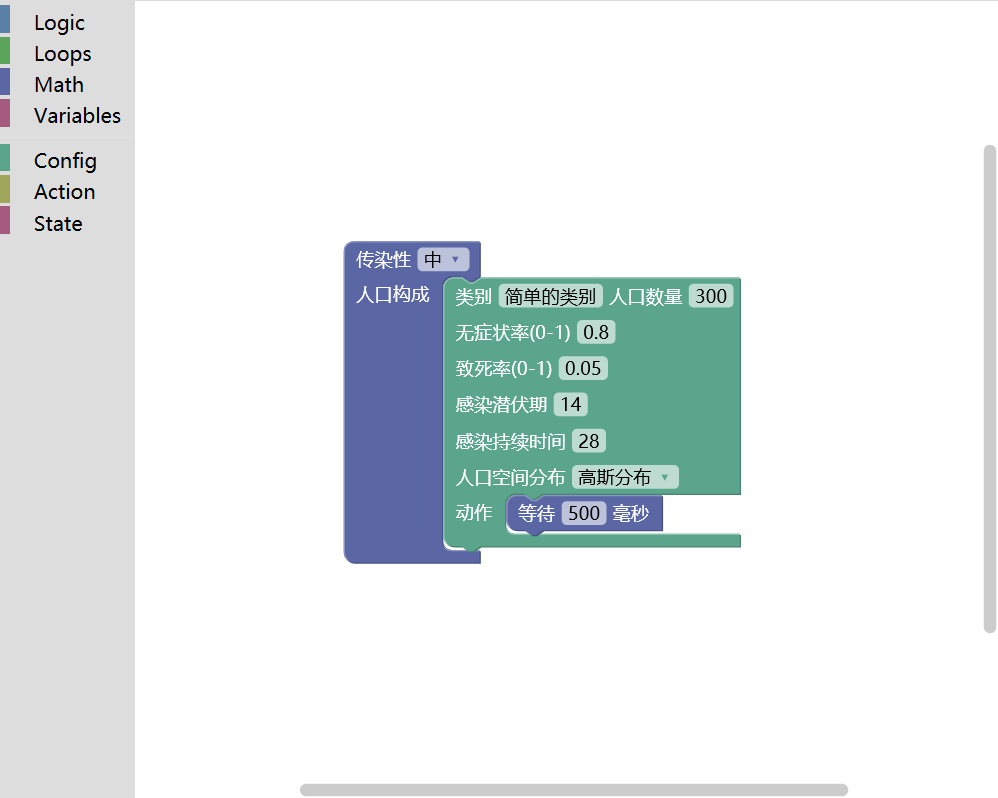 Logic
Loops
Math
Variables
Config
Action
State
传染性 中
人口构成
类别 简单的类别 人口数量 300
无症状率(0-1) 0.8
致死率(0-1) 0.05
感染潜伏期 14
感染持续时间 28
人口空间分布 高斯分布
动作 等待 500 毫秒